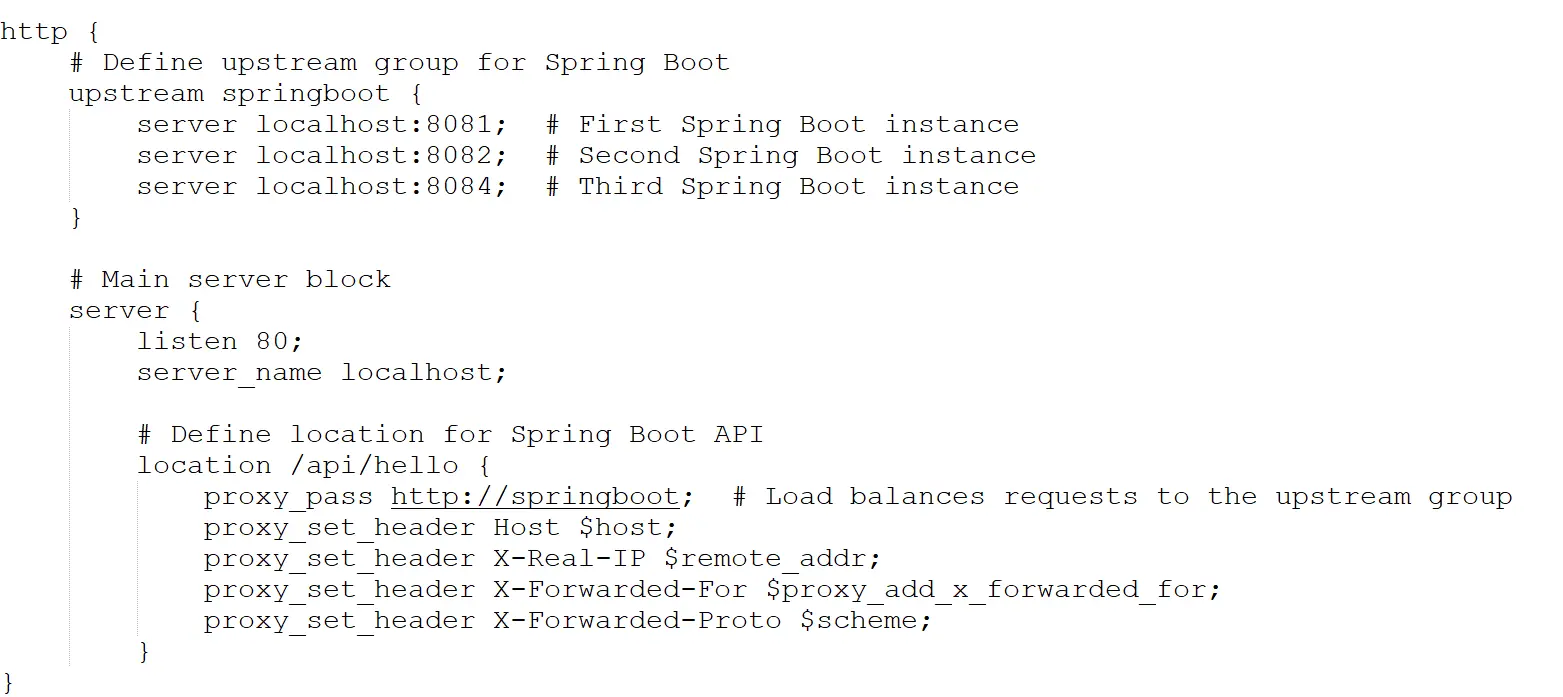 http {
    # Define upstream group for Spring Boot
    upstream springboot {
        server localhost:8081;  # First Spring Boot instance
        server localhost:8082;  # Second Spring Boot instance
        server localhost:8084;  # Third Spring Boot instance
    }

    # Main server block
    server {
        listen 80;
        server_name localhost;

        # Define location for Spring Boot API
        location /api/hello {
            proxy_pass http://springboot;  # Load balances requests to the upstream group
            proxy_set_header Host $host;
            proxy_set_header X-Real-IP $remote_addr;
            proxy_set_header X-Forwarded-For $proxy_add_x_forwarded_for;
            proxy_set_header X-Forwarded-Proto $scheme;
        }
}